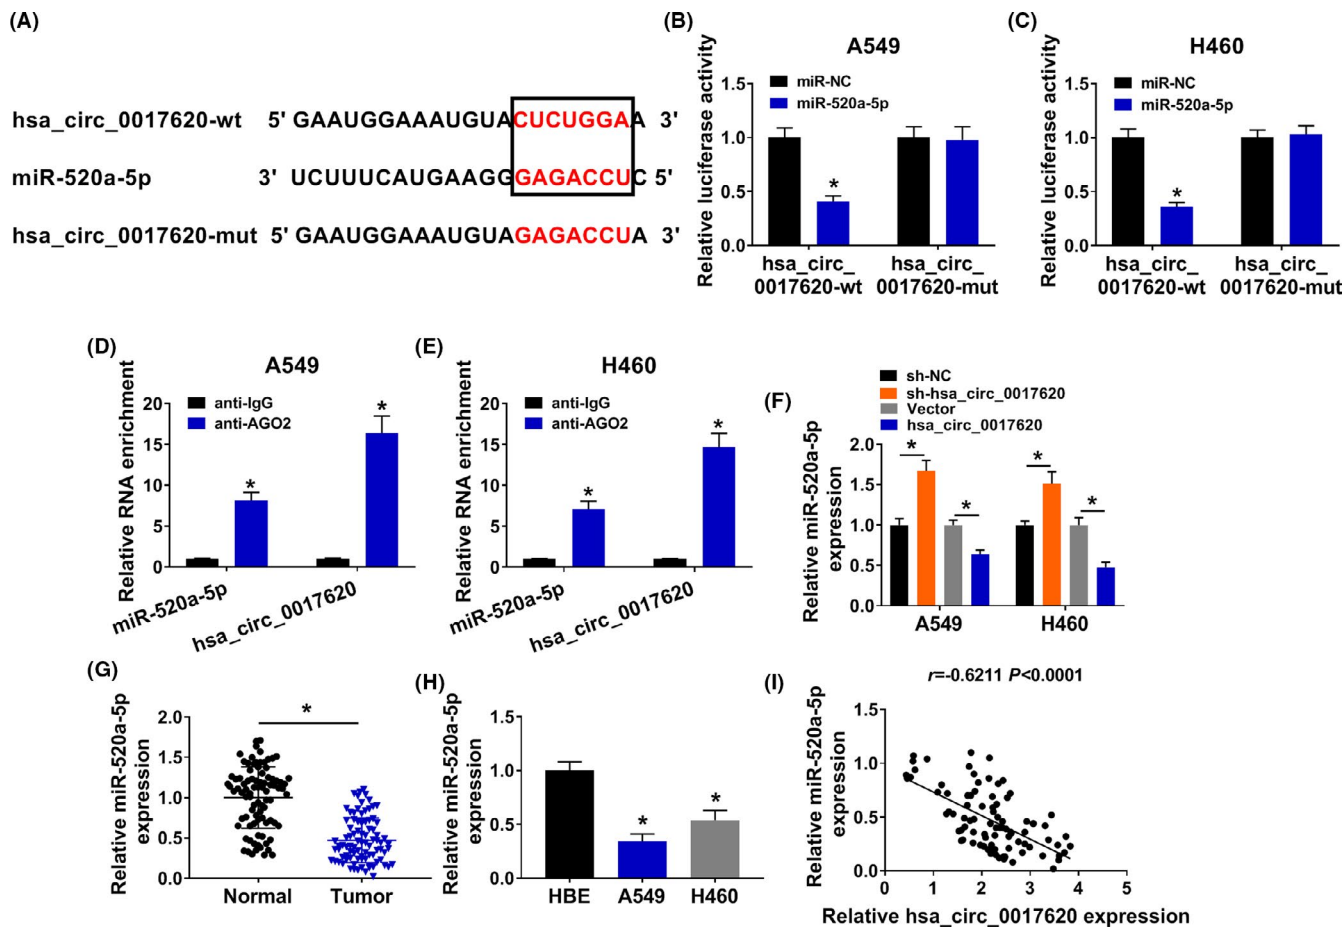 (A)
hsa_circ_0017620-wt 5' GAAUGGAAAUGUACUCUGGAA 3'
miR-520a-5p 3' UCUUUCAUGAAGGGAGACCUC 5'
hsa_circ_0017620-mut 5' GAAUGGAAAUGUAGAGACCUA 3'
(B)
A549
Relative luciferase activity
miR-NC
miR-520a-5p
1.5
1.0
0.5
0.0
*
hsa_circ_
0017620-wt
hsa_circ_
0017620-mut
(C)
H460
Relative luciferase activity
miR-NC
miR-520a-5p
1.5
1.0
0.5
0.0
*
hsa_circ_
0017620-wt
hsa_circ_
0017620-mut
(D)
A549
Relative RNA enrichment
anti-IgG
anti-AGO2
20
15
10
5
0
*
*
miR-520a-5p
hsa_circ_0017620
(E)
H460
Relative RNA enrichment
anti-IgG
anti-AGO2
20
15
10
5
0
*
*
miR-520a-5p
hsa_circ_0017620
(F)
sh-NC
sh-hsa_circ_0017620
Vector
hsa_circ_0017620
Relative miR-520a-5p
expression
2.0
1.5
1.0
0.5
0.0
*
*
*
*
A549
H460
(G)
Relative miR-520a-5p
expression
2.0
1.5
1.0
0.5
0.0
*
Normal
Tumor
(H)
Relative miR-520a-5p
expression
1.5
1.0
0.5
0.0
*
*
HBE
A549
H460
(I)
r=-0.6211 P<0.0001
Relative miR-520a-5p
expression
1.5
1.0
0.5
0.0
0 1 2 3 4 5
Relative hsa_circ_0017620 expression